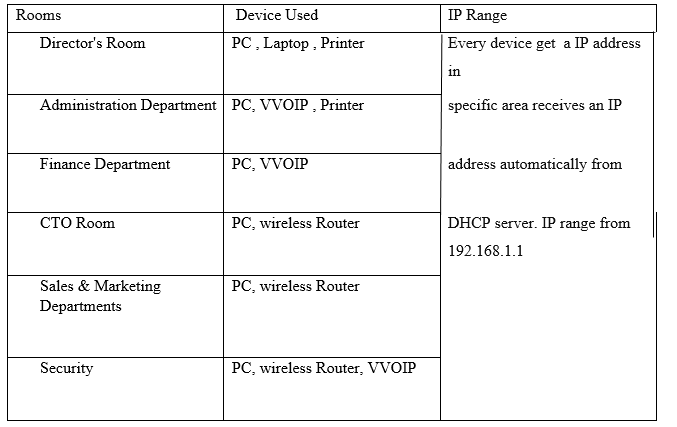 Rooms Device Used IP Range
Director's Room PC , Laptop , Printer Every device get a IP address
in
Administration Department PC, VVOIP , Printer specific area receives an IP
Finance Department PC, VVOIP address automatically from
CTO Room PC, wireless Router DHCP server. IP range from
192.168.1.1
Sales & Marketing PC, wireless Router
Departments
Security PC, wireless Router, VVOIP